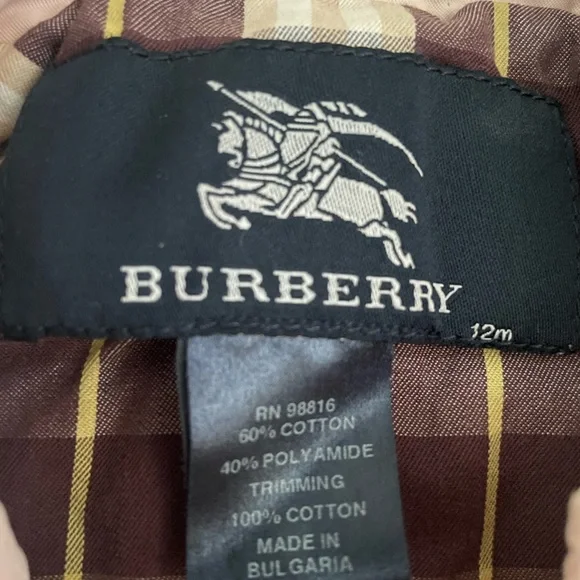 BURBERRY
12m
RN 98816
60% COTTON
40% POLYAMIDE
TRIMMING
100% COTTON
MADE IN
BULGARIA